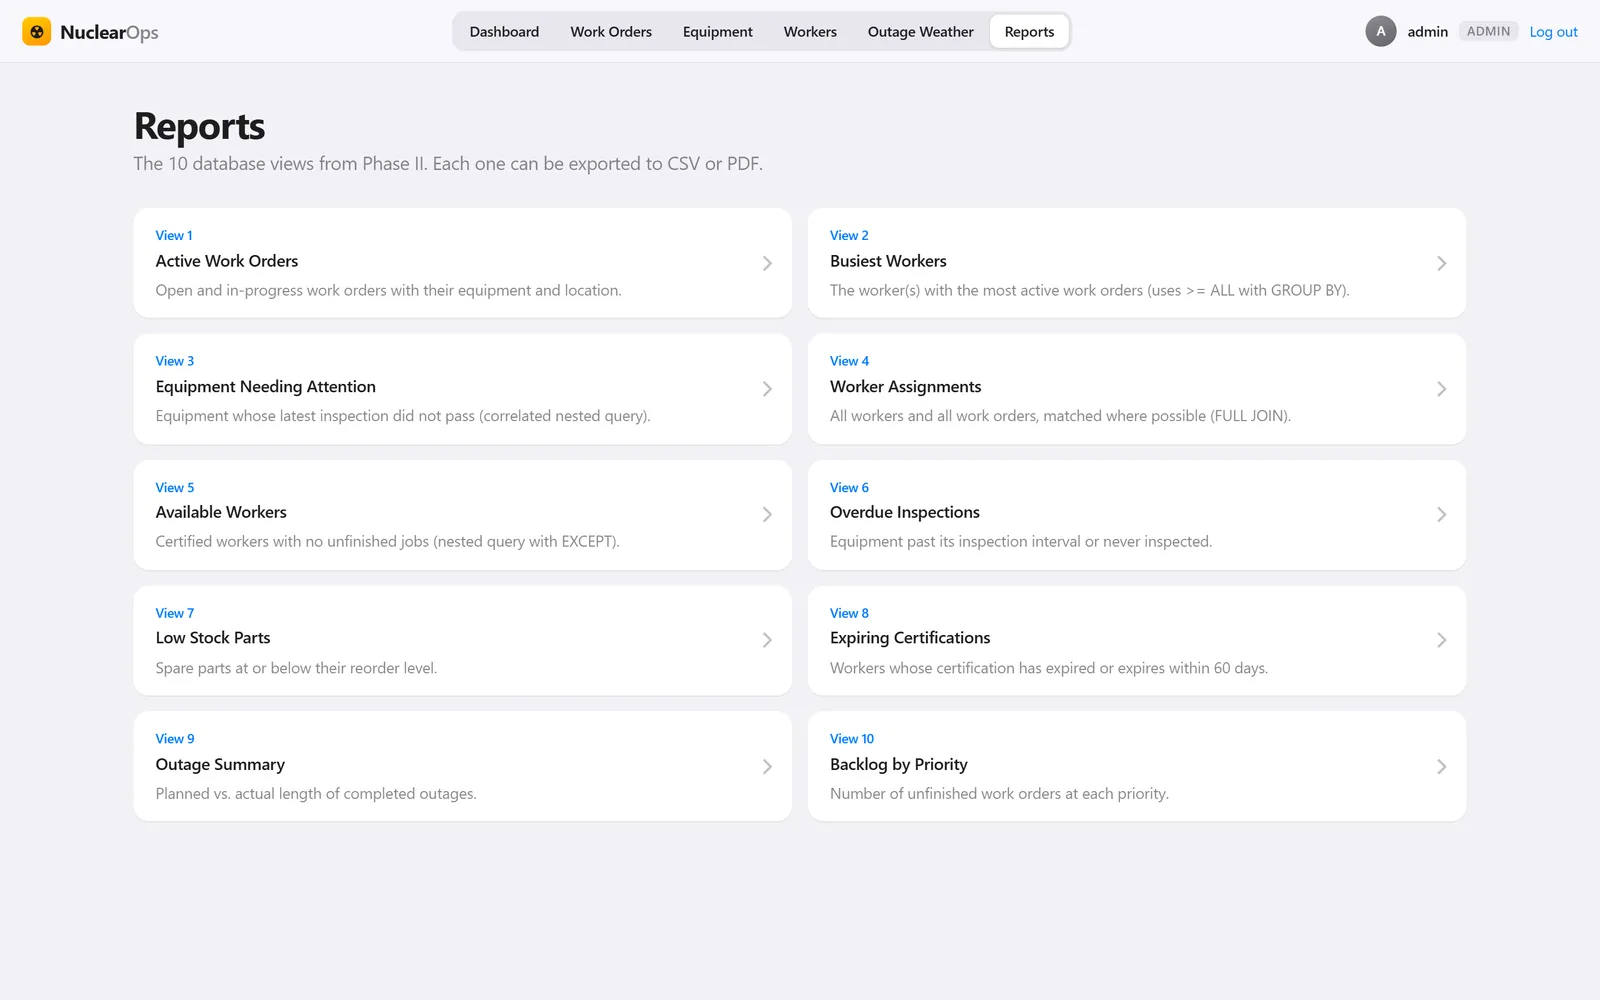 NuclearOps
Dashboard
Work Orders
Equipment
Workers
Outage Weather
Reports
A
admin
ADMIN
Log out
Reports
The 10 database views from Phase II. Each one can be exported to CSV or PDF.
View 1
Active Work Orders
Open and in-progress work orders with their equipment and location.
View 2
Busiest Workers
The worker(s) with the most active work orders (uses >= ALL with GROUP BY).
View 3
Equipment Needing Attention
Equipment whose latest inspection did not pass (correlated nested query).
View 4
Worker Assignments
All workers and all work orders, matched where possible (FULL JOIN).
View 5
Available Workers
Certified workers with no unfinished jobs (nested query with EXCEPT).
View 6
Overdue Inspections
Equipment past its inspection interval or never inspected.
View 7
Low Stock Parts
Spare parts at or below their reorder level.
View 8
Expiring Certifications
Workers whose certification has expired or expires within 60 days.
View 9
Outage Summary
Planned vs. actual length of completed outages.
View 10
Backlog by Priority
Number of unfinished work orders at each priority.